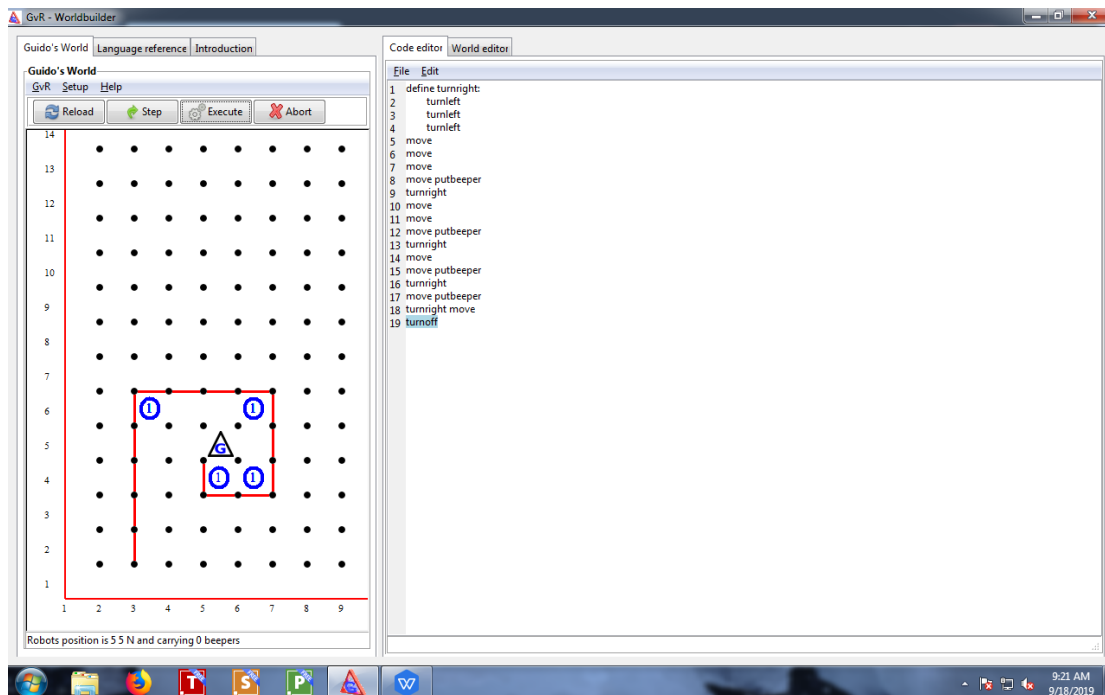 GvR - Worldbuilder
Guido's World Language reference Introduction
Guido's World
GvR Setup Help
Reload Step Execute Abort
14
13
12
11
10
9
8
7
6
5
4
3
2
1
1 1
G
1 1
1 2 3 4 5 6 7 8 9
Robots position is 5 5 N and carrying 0 beepers
Code editor World editor
File Edit
1 define turnright:
2 turnleft
3 turnleft
4 turnleft
5 move
6 move
7 move
8 move putbeeper
9 turnright
10 move
11 move
12 move putbeeper
13 turnright
14 move
15 move putbeeper
16 turnright
17 move putbeeper
18 turnright move
19 turnoff
T S P W
9:21 AM
9/18/2019